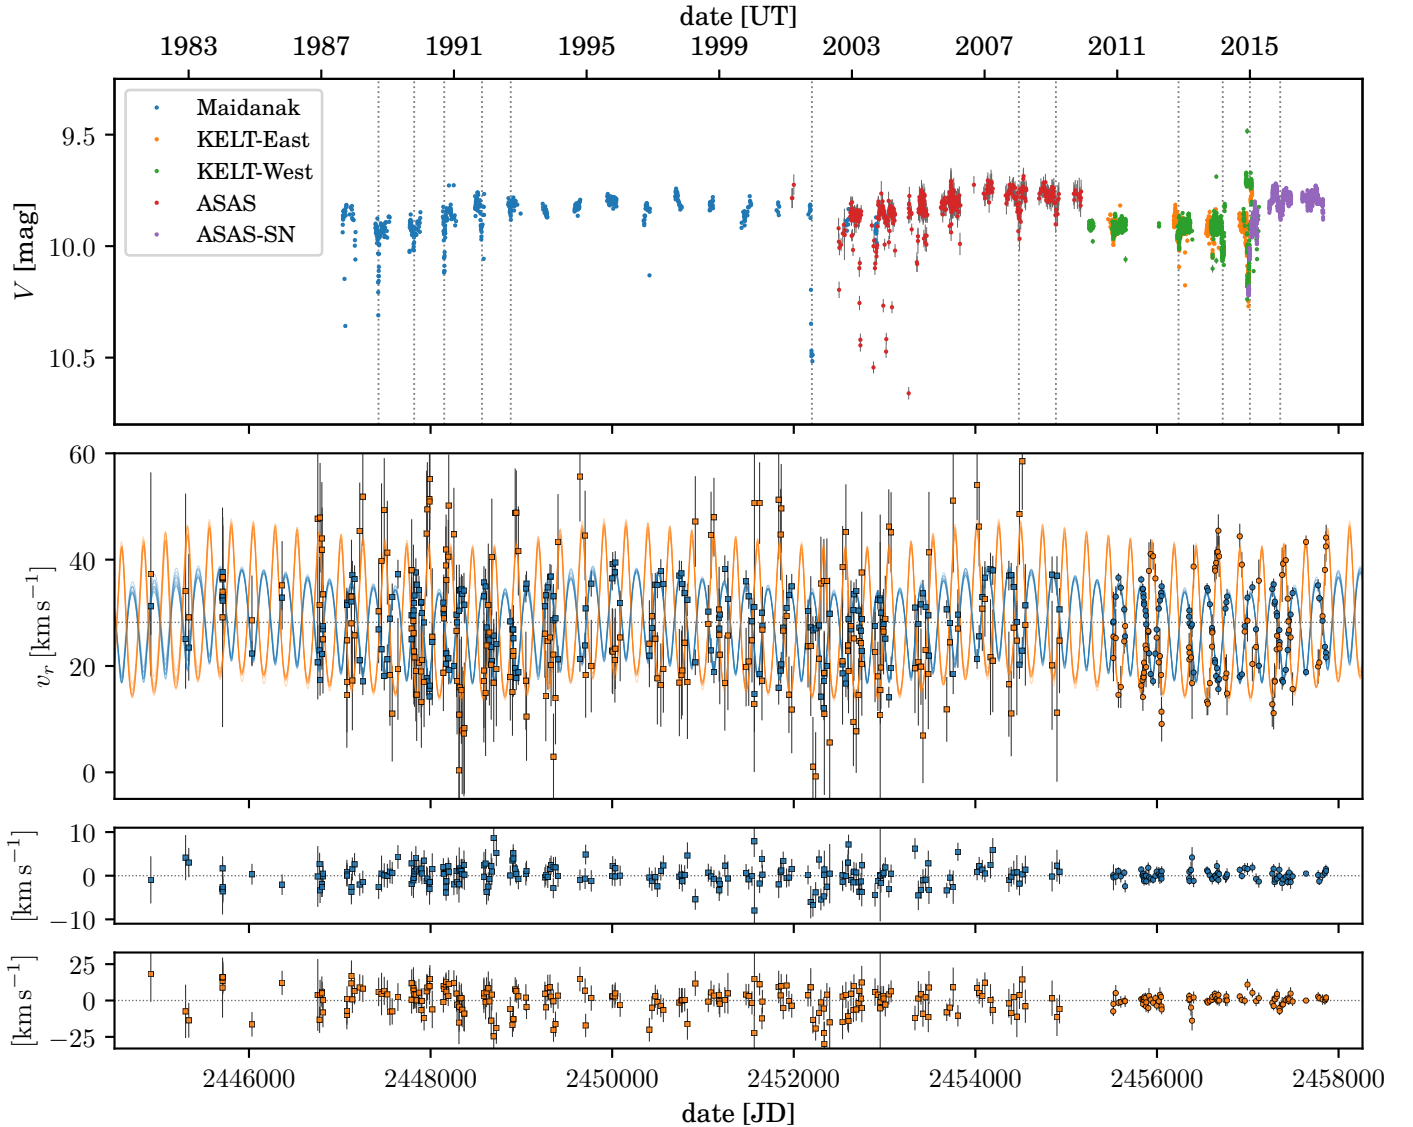 date [UT]
1983 1987 1991 1995 1999 2003 2007 2011 2015
Maidanak
KELT-East
KELT-West
ASAS
ASAS-SN
9.5
10.0
10.5
V [mag]
60
40
20
0
v_r [km s⁻¹]
10
0
−10
[km s⁻¹]
25
0
−25
[km s⁻¹]
2446000 2448000 2450000 2452000 2454000 2456000 2458000
date [JD]